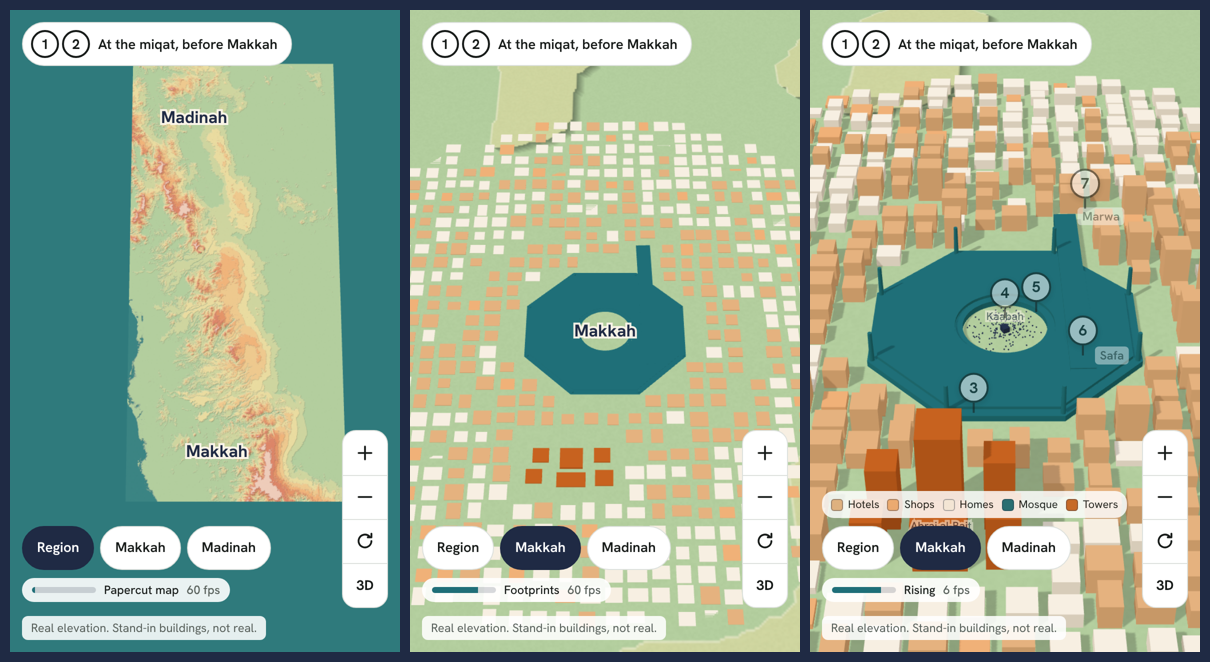 1 2 At the miqat, before Makkah
Madinah
Makkah
+
−
3D
Region Makkah Madinah
Papercut map 60 fps
Real elevation. Stand-in buildings, not real.
1 2 At the miqat, before Makkah
Makkah
+
−
3D
Region Makkah Madinah
Footprints 60 fps
Real elevation. Stand-in buildings, not real.
1 2 At the miqat, before Makkah
7
Marwa
4 5
Kaabah
6
Safa
3
+
−
3D
Hotels Shops Homes Mosque Towers
Region Makkah Madinah
Rising 6 fps
Real elevation. Stand-in buildings, not real.